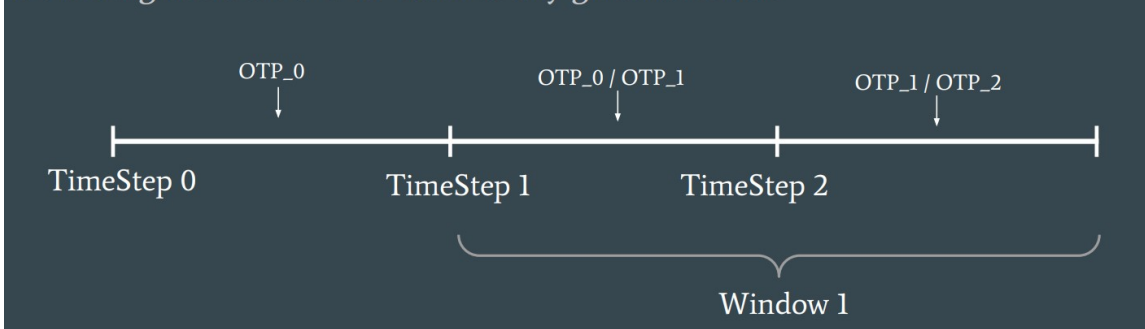 OTP_0
OTP_0 / OTP_1
OTP_1 / OTP_2
TimeStep 0
TimeStep 1
TimeStep 2
Window 1